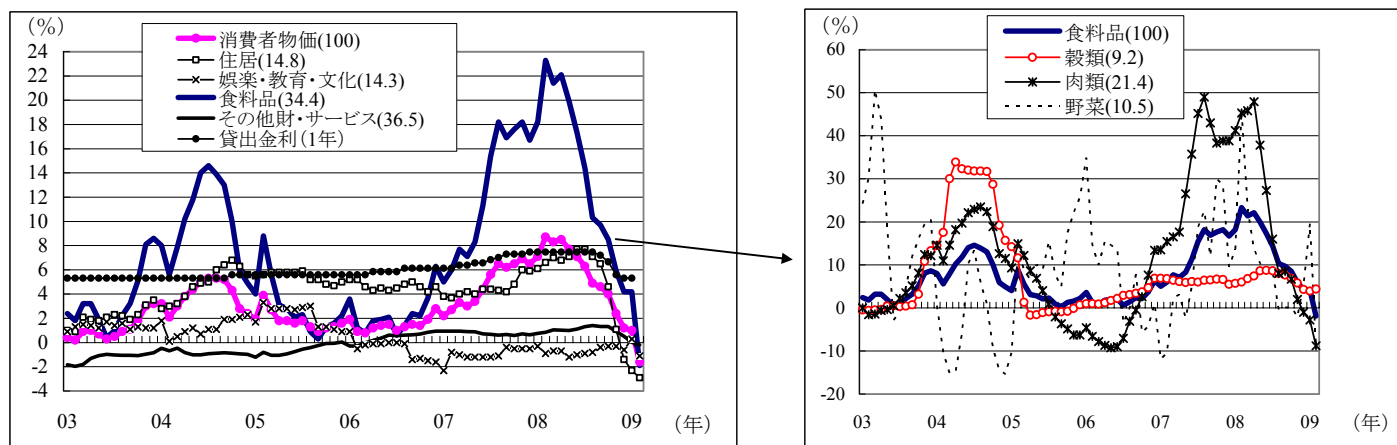 (%)
消費者物価(100)
住居(14.8)
娯楽・教育・文化(14.3)
食料品(34.4)
その他財・サービス(36.5)
貸出金利(1年)
24
22
20
18
16
14
12
10
8
6
4
2
0
-2
-4
03 04 05 06 07 08 09 (年)
(%)
食料品(100)
穀類(9.2)
肉類(21.4)
野菜(10.5)
60
50
40
30
20
10
0
-10
-20
03 04 05 06 07 08 09 (年)